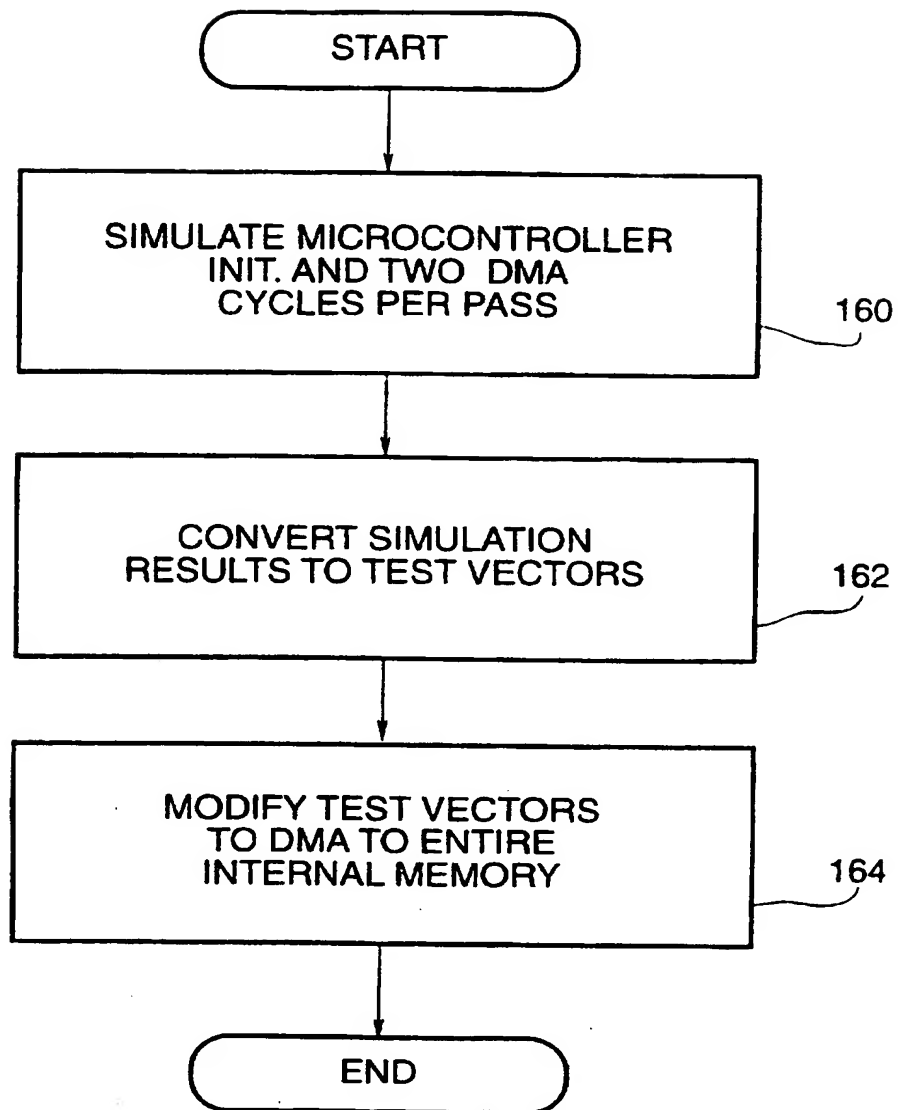 START
SIMULATE MICROCONTROLLER
INIT. AND TWO DMA
CYCLES PER PASS
160
CONVERT SIMULATION
RESULTS TO TEST VECTORS
162
MODIFY TEST VECTORS
TO DMA TO ENTIRE
INTERNAL MEMORY
164
END